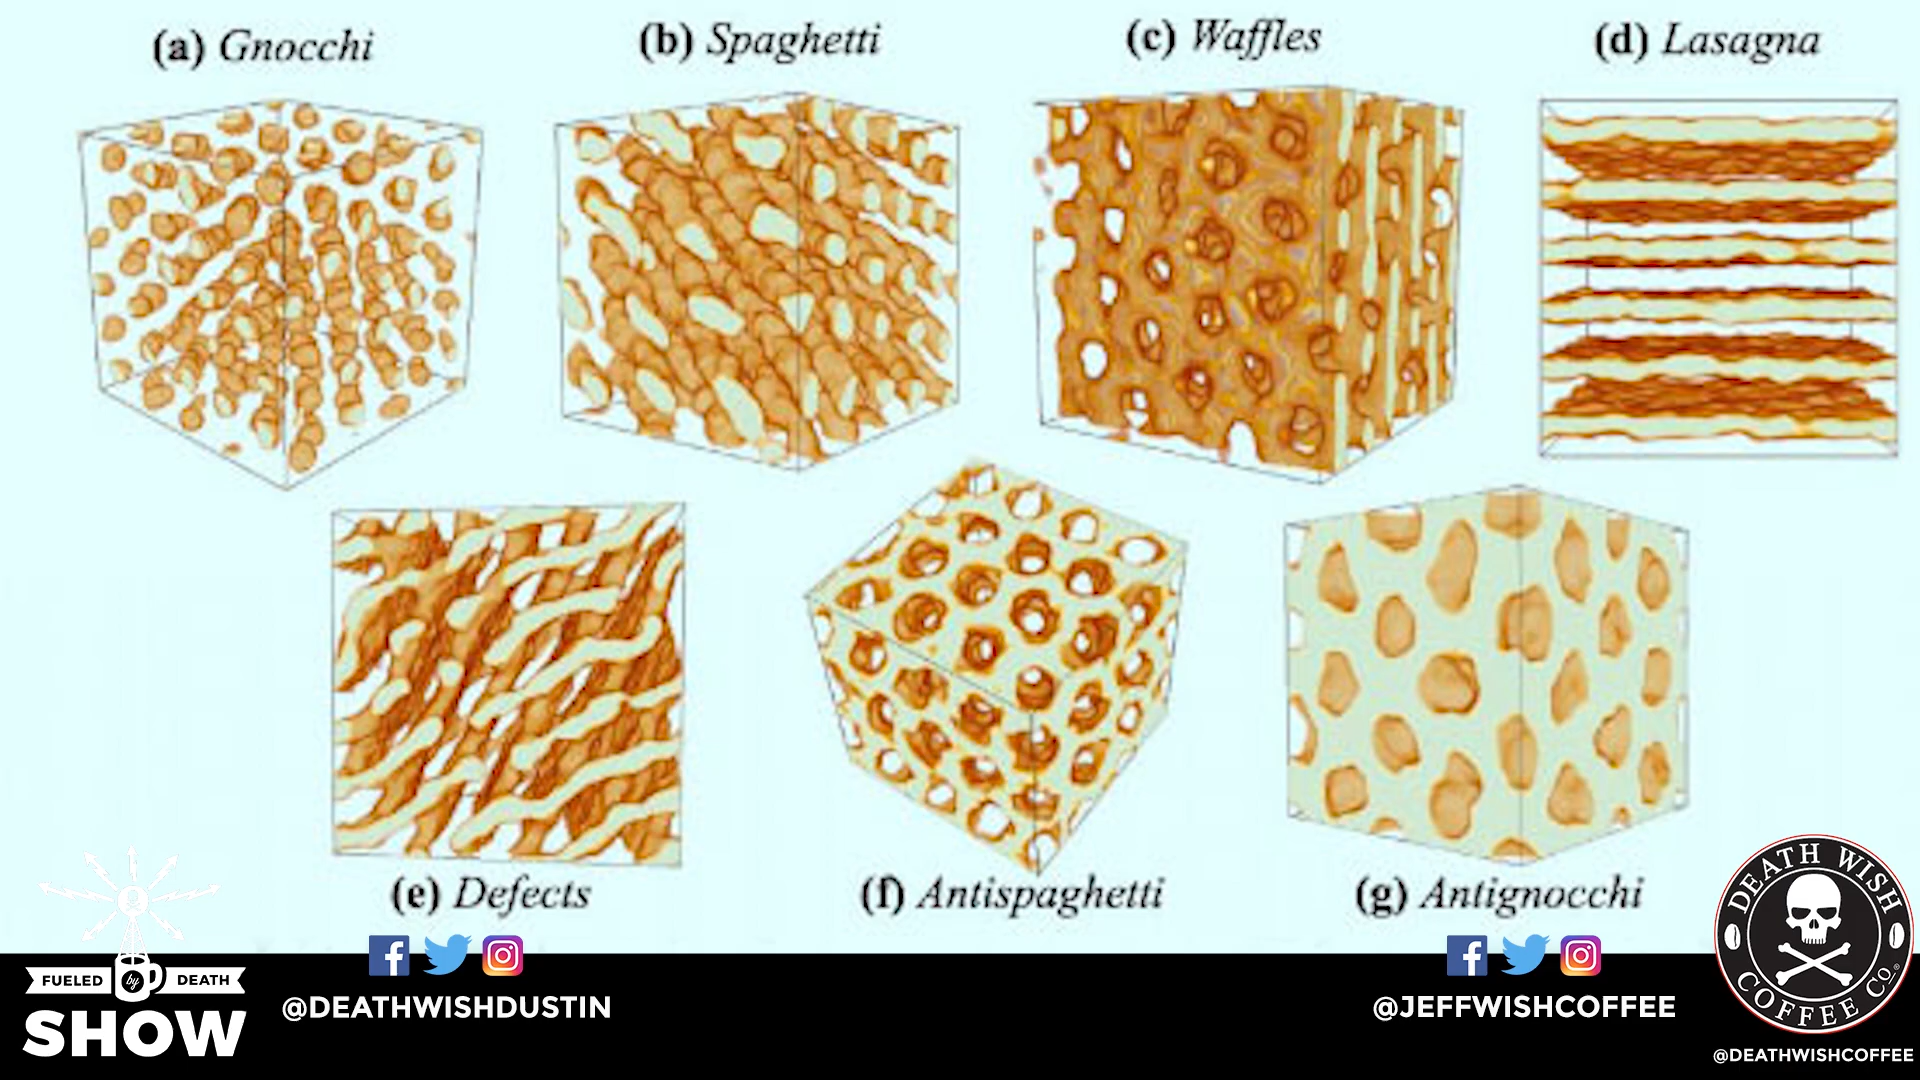 (a) Gnocchi
(b) Spaghetti
(c) Waffles
(d) Lasagna
(e) Defects
(f) Antispaghetti
(g) Antignocchi
FUELED by DEATH
SHOW
@DEATHWISHDUSTIN
@JEFFWISHCOFFEE
DEATH WISH
COFFEE CO.®
@DEATHWISHCOFFEE